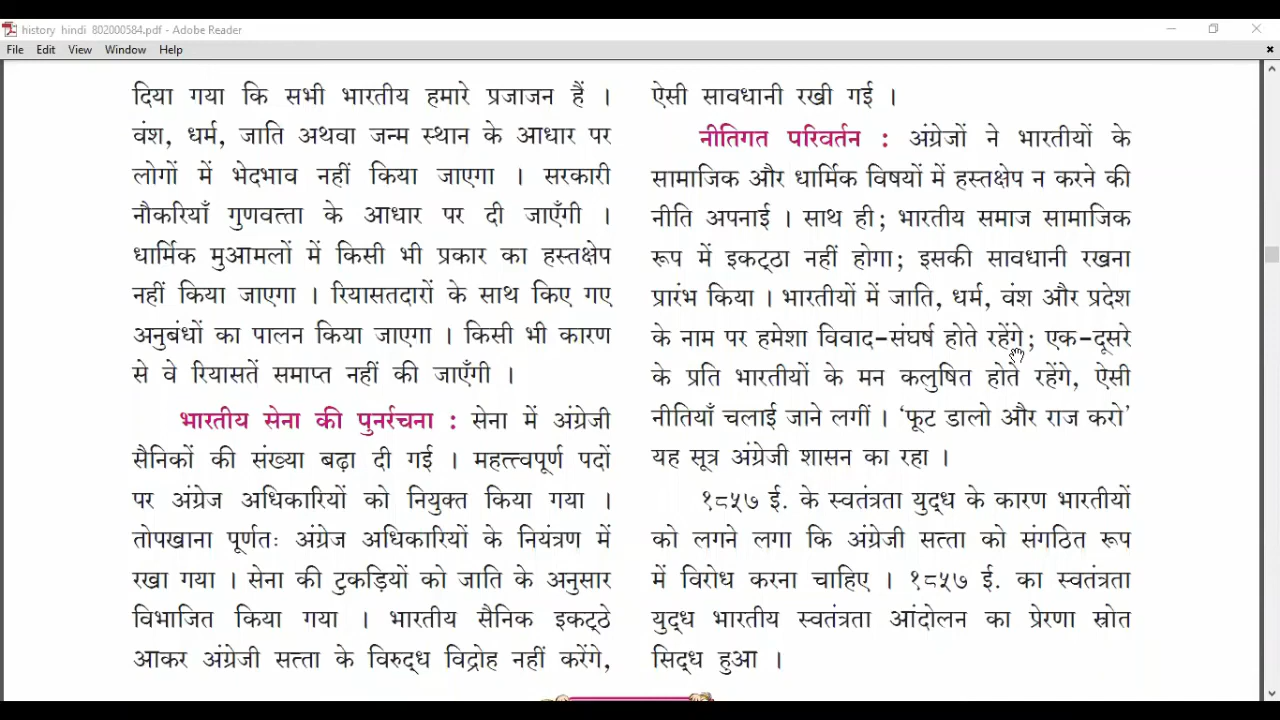 history hindi 802000584.pdf - Adobe Reader
File Edit View Window Help
दिया गया कि सभी भारतीय हमारे प्रजाजन हैं ।
वंश, धर्म, जाति अथवा जन्म स्थान के आधार पर
लोगों में भेदभाव नहीं किया जाएगा । सरकारी
नौकरियाँ गुणवत्ता के आधार पर दी जाएँगी ।
धार्मिक मुआमलों में किसी भी प्रकार का हस्तक्षेप
नहीं किया जाएगा । रियासतदारों के साथ किए गए
अनुबंधों का पालन किया जाएगा । किसी भी कारण
से वे रियासतें समाप्त नहीं की जाएँगी ।
भारतीय सेना की पुनर्रचना : सेना में अंग्रेजी
सैनिकों की संख्या बढ़ा दी गई । महत्त्वपूर्ण पदों
पर अंग्रेज अधिकारियों को नियुक्त किया गया ।
तोपखाना पूर्णतः अंग्रेज अधिकारियों के नियंत्रण में
रखा गया । सेना की टुकड़ियों को जाति के अनुसार
विभाजित किया गया । भारतीय सैनिक इकट्ठे
आकर अंग्रेजी सत्ता के विरुद्ध विद्रोह नहीं करेंगे,
ऐसी सावधानी रखी गई ।
नीतिगत परिवर्तन : अंग्रेजों ने भारतीयों के
सामाजिक और धार्मिक विषयों में हस्तक्षेप न करने की
नीति अपनाई । साथ ही; भारतीय समाज सामाजिक
रूप में इकट्ठा नहीं होगा; इसकी सावधानी रखना
प्रारंभ किया । भारतीयों में जाति, धर्म, वंश और प्रदेश
के नाम पर हमेशा विवाद-संघर्ष होते रहेंगे; एक-दूसरे
के प्रति भारतीयों के मन कलुषित होते रहेंगे, ऐसी
नीतियाँ चलाई जाने लगीं । ‘फूट डालो और राज करो’
यह सूत्र अंग्रेजी शासन का रहा ।
१८५७ ई. के स्वतंत्रता युद्ध के कारण भारतीयों
को लगने लगा कि अंग्रेजी सत्ता को संगठित रूप
में विरोध करना चाहिए । १८५७ ई. का स्वतंत्रता
युद्ध भारतीय स्वतंत्रता आंदोलन का प्रेरणा स्रोत
सिद्ध हुआ ।